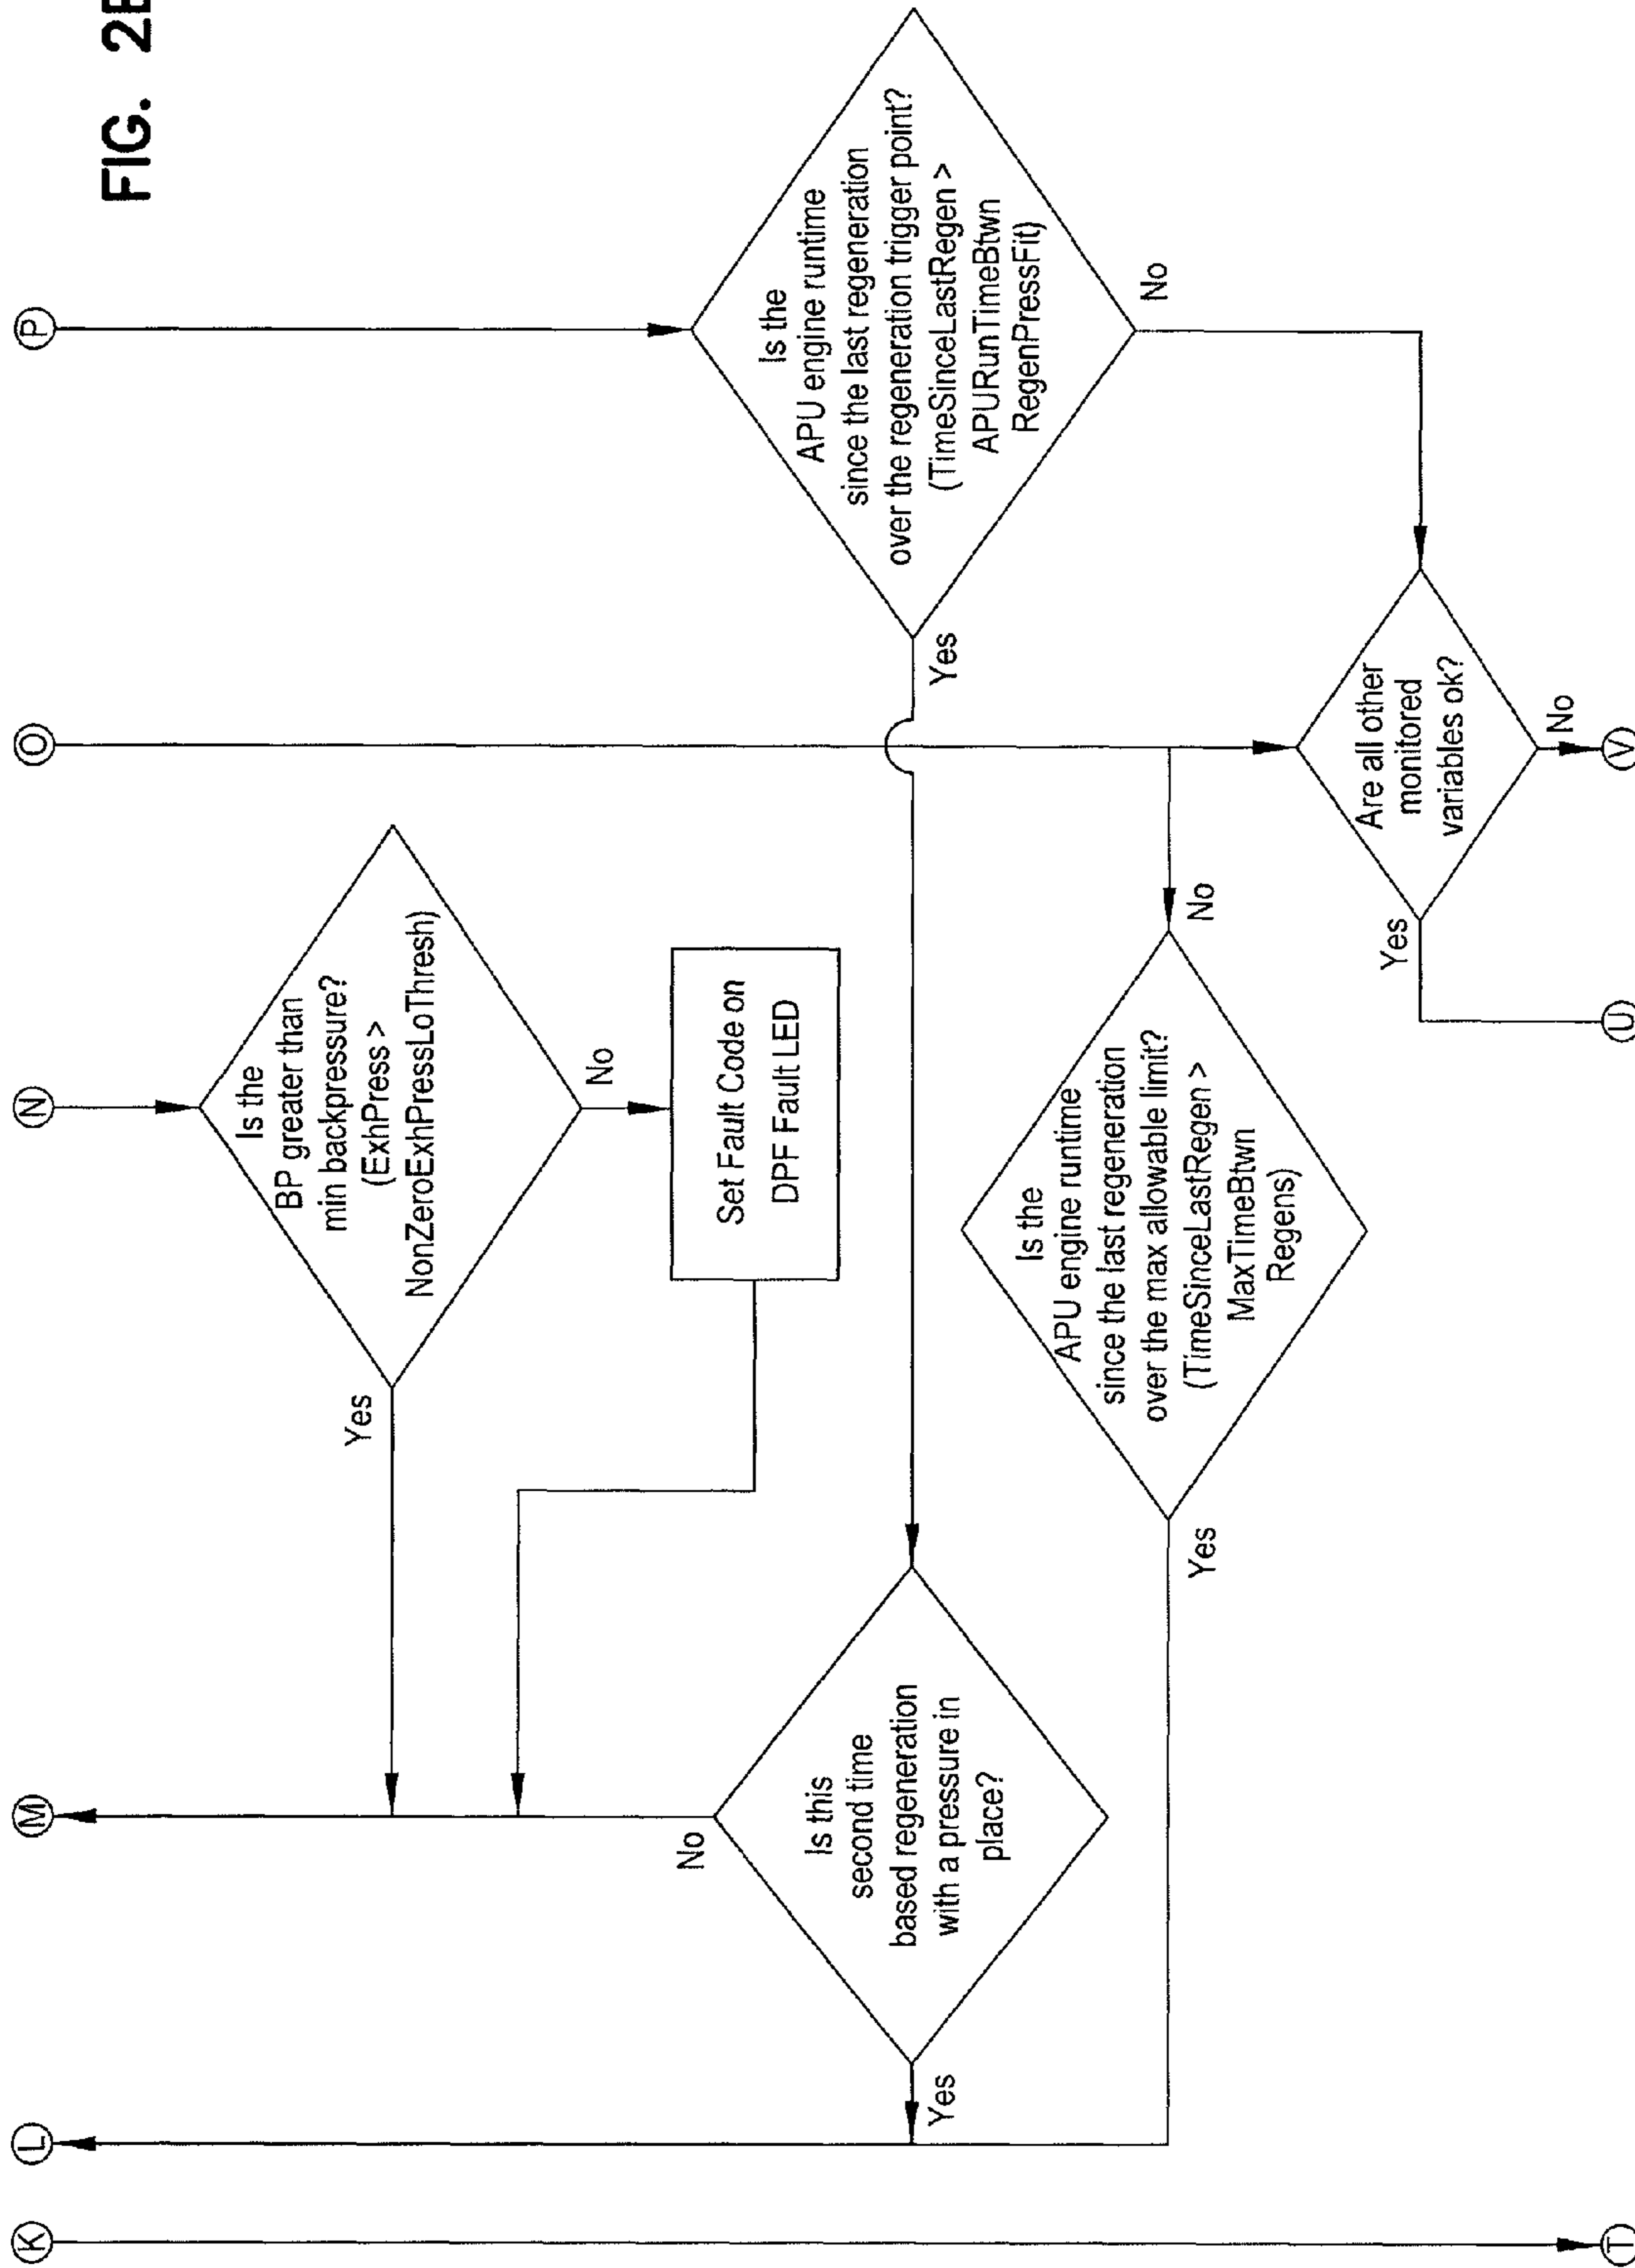 K
L
M
N
O
P
FIG.
Is the
BP greater than
min backpressure?
(ExhPress >
NonZeroExhPressLoThresh)
Yes
No
Set Fault Code on
DPF Fault LED
Is the
APU engine runtime
since the last regeneration
over the regeneration trigger point?
(TimeSinceLastRegen >
APURunTimeBtwn
RegenPressFit)
Yes
No
Is this
second time
based regeneration
with a pressure in
place?
No
Yes
Is the
APU engine runtime
since the last regeneration
over the max allowable limit?
(TimeSinceLastRegen >
MaxTimeBtwn
Regens)
Yes
No
Are all other
monitored
variables ok?
Yes
No
T
U
V